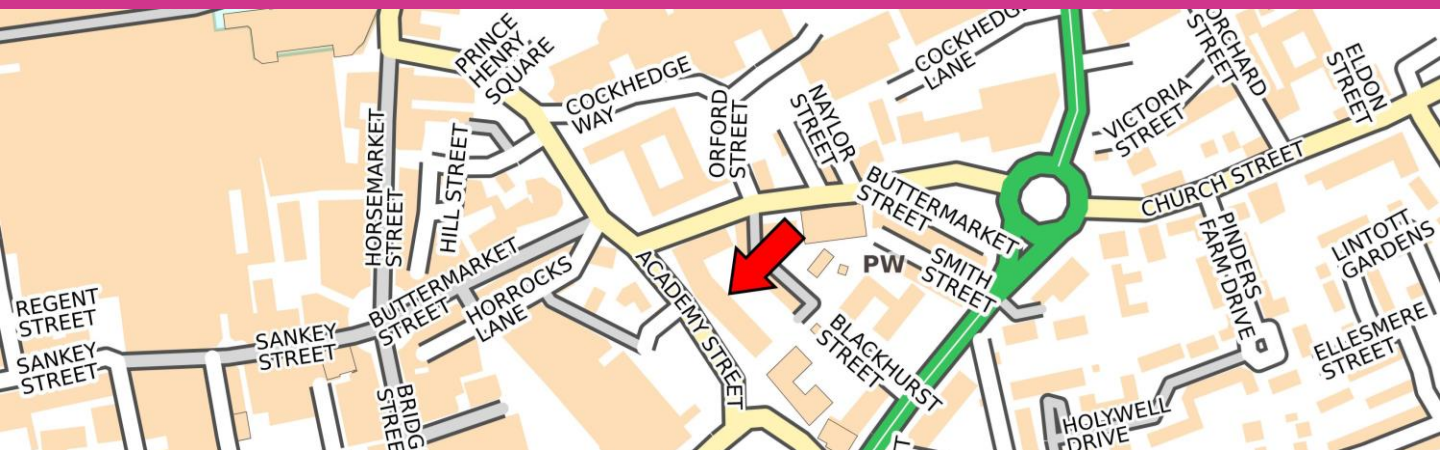 PRINCE
HENRY
SQUARE
COCKHEDGE
WAY
COCKHEDGE
LANE
ORCHARD
STREET
ELDON
STREET
VICTORIA
STREET
NAYLOR
STREET
ORFORD
STREET
HORSEMARKET
STREET
HILL STREET
BUTTERMARKET
STREET
CHURCH STREET
PINDERS
FARM DRIVE
LINTOTT
GARDENS
BUTTERMARKET
STREET
HORROCKS
LANE
ACADEMY STREET
PW
SMITH
STREET
REGENT
STREET
SANKEY
STREET
SANKEY
STREET
BLACKHURST
STREET
ELLESMERE
STREET
BRIDG
STREE
HOLYWELL
DRIVE